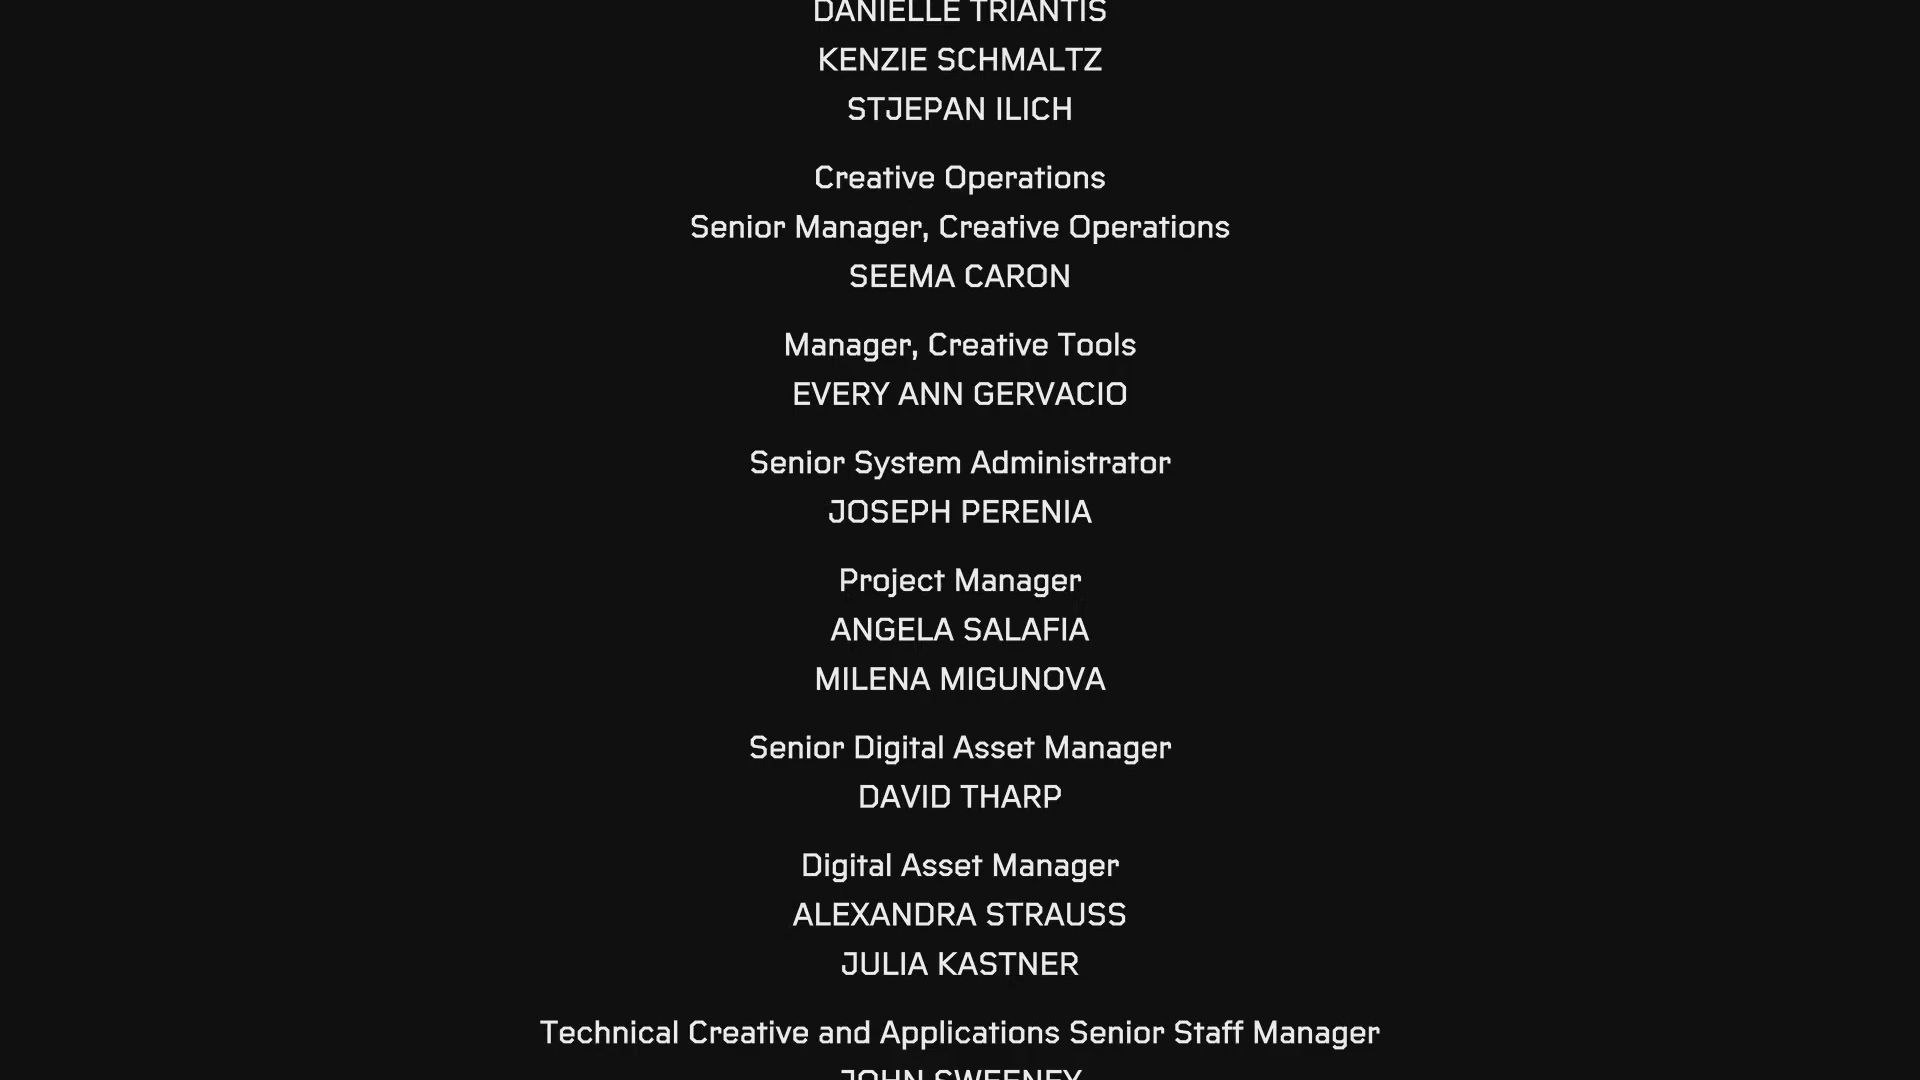 DANIELLE TRIANTIS
KENZIE SCHMALTZ
STJEPAN ILICH
Creative Operations
Senior Manager, Creative Operations
SEEMA CARON
Manager, Creative Tools
EVERY ANN GERVACIO
Senior System Administrator
JOSEPH PERENIA
Project Manager
ANGELA SALAFIA
MILENA MIGUNOVA
Senior Digital Asset Manager
DAVID THARP
Digital Asset Manager
ALEXANDRA STRAUSS
JULIA KASTNER
Technical Creative and Applications Senior Staff Manager
JOHN SWEENEY